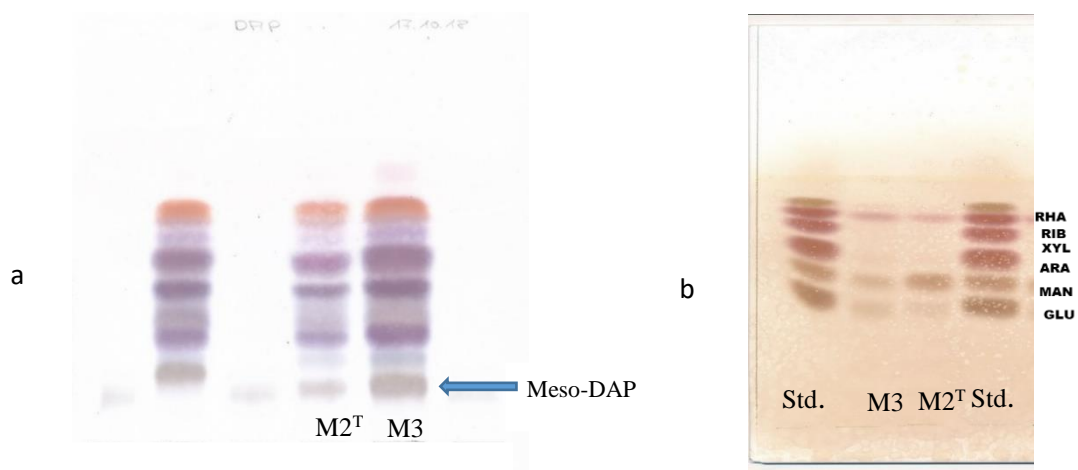 DAP 17.10.18
a
Meso-DAP
M2ᵀ M3
b
RHA
RIB
XYL
ARA
MAN
GLU
Std. M3 M2ᵀ Std.